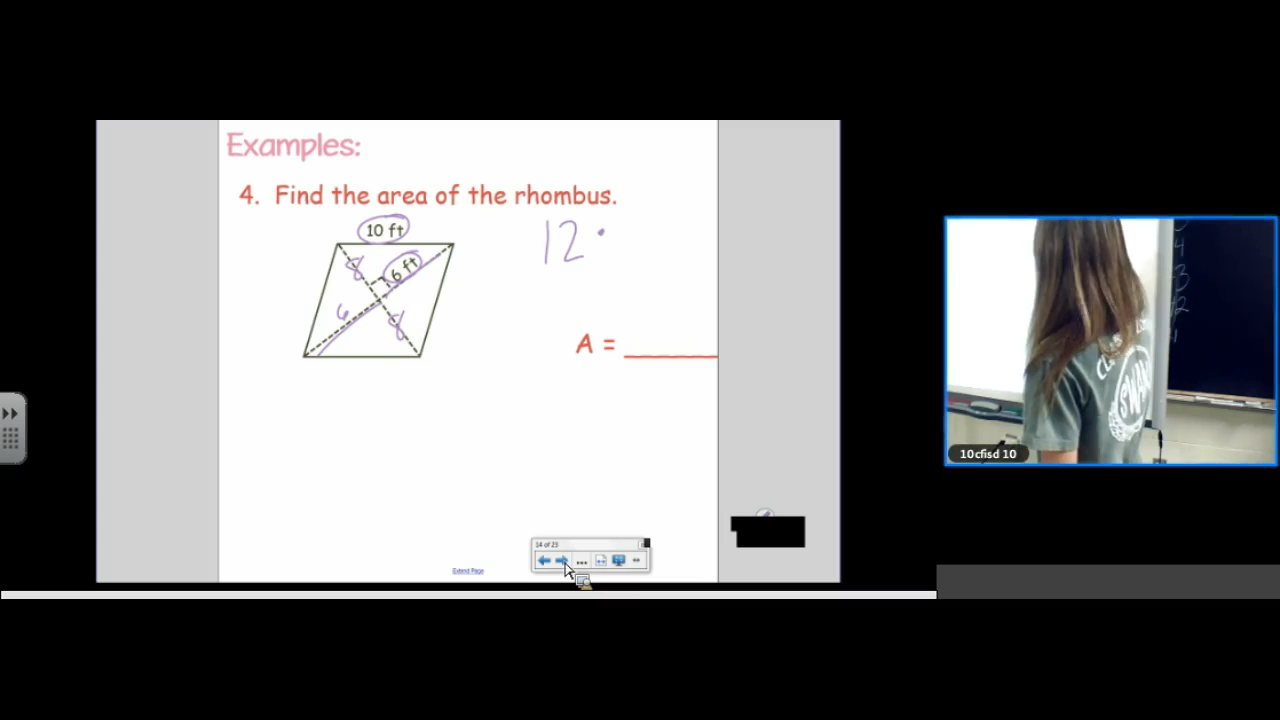 Examples:
4. Find the area of the rhombus.
10 ft
12 ·
8
6 ft
6
8
A = ______
14 of 23
Extend Page
SWAN
10cfisd 10